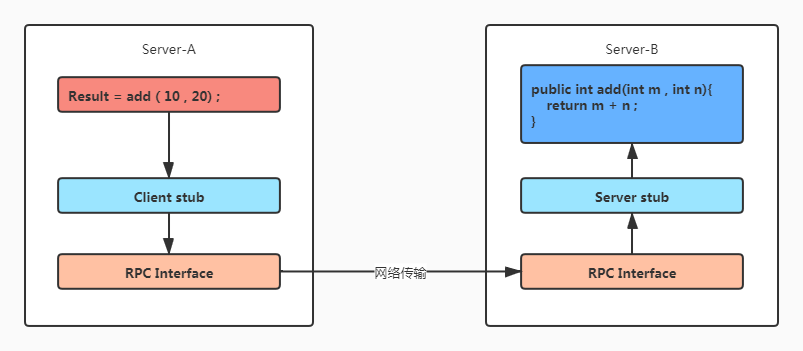 Server-A
Result = add ( 10 , 20) ;
Client stub
RPC Interface
网络传输
Server-B
public int add(int m , int n){
return m + n ;
}
Server stub
RPC Interface